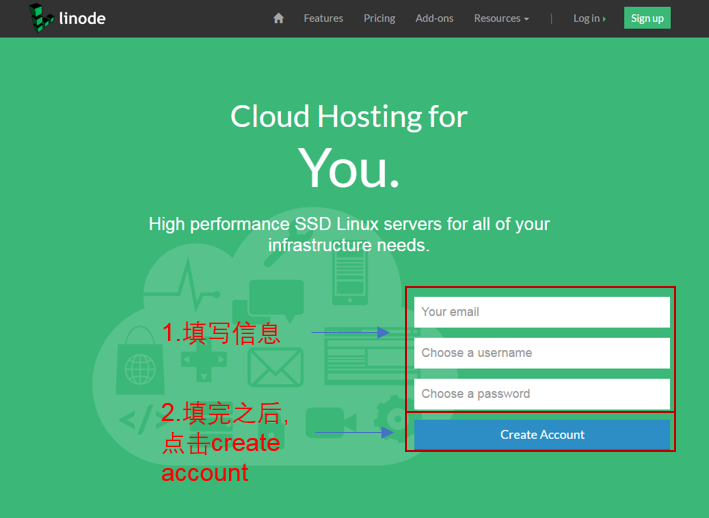 linode
Features
Pricing
Add-ons
Resources
Log in
Sign up
Cloud Hosting for
You.
High performance SSD Linux servers for all of your
infrastructure needs.
Your email
1.填写信息
Choose a username
Choose a password
2.填完之后,
点击create
account
Create Account